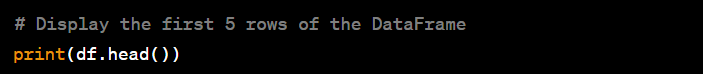 # Display the first 5 rows of the DataFrame
print(df.head())